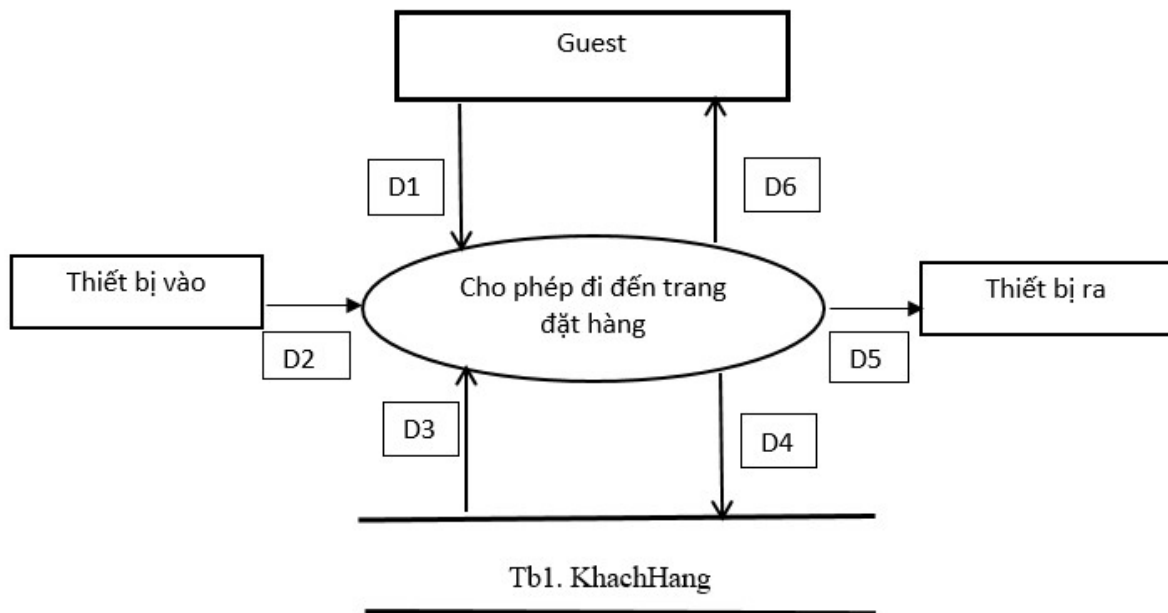 Guest
D1
D6
Thiết bị vào
Cho phép đi đến trang
đặt hàng
Thiết bị ra
D2
D5
D3
D4
Tb1. KhachHang